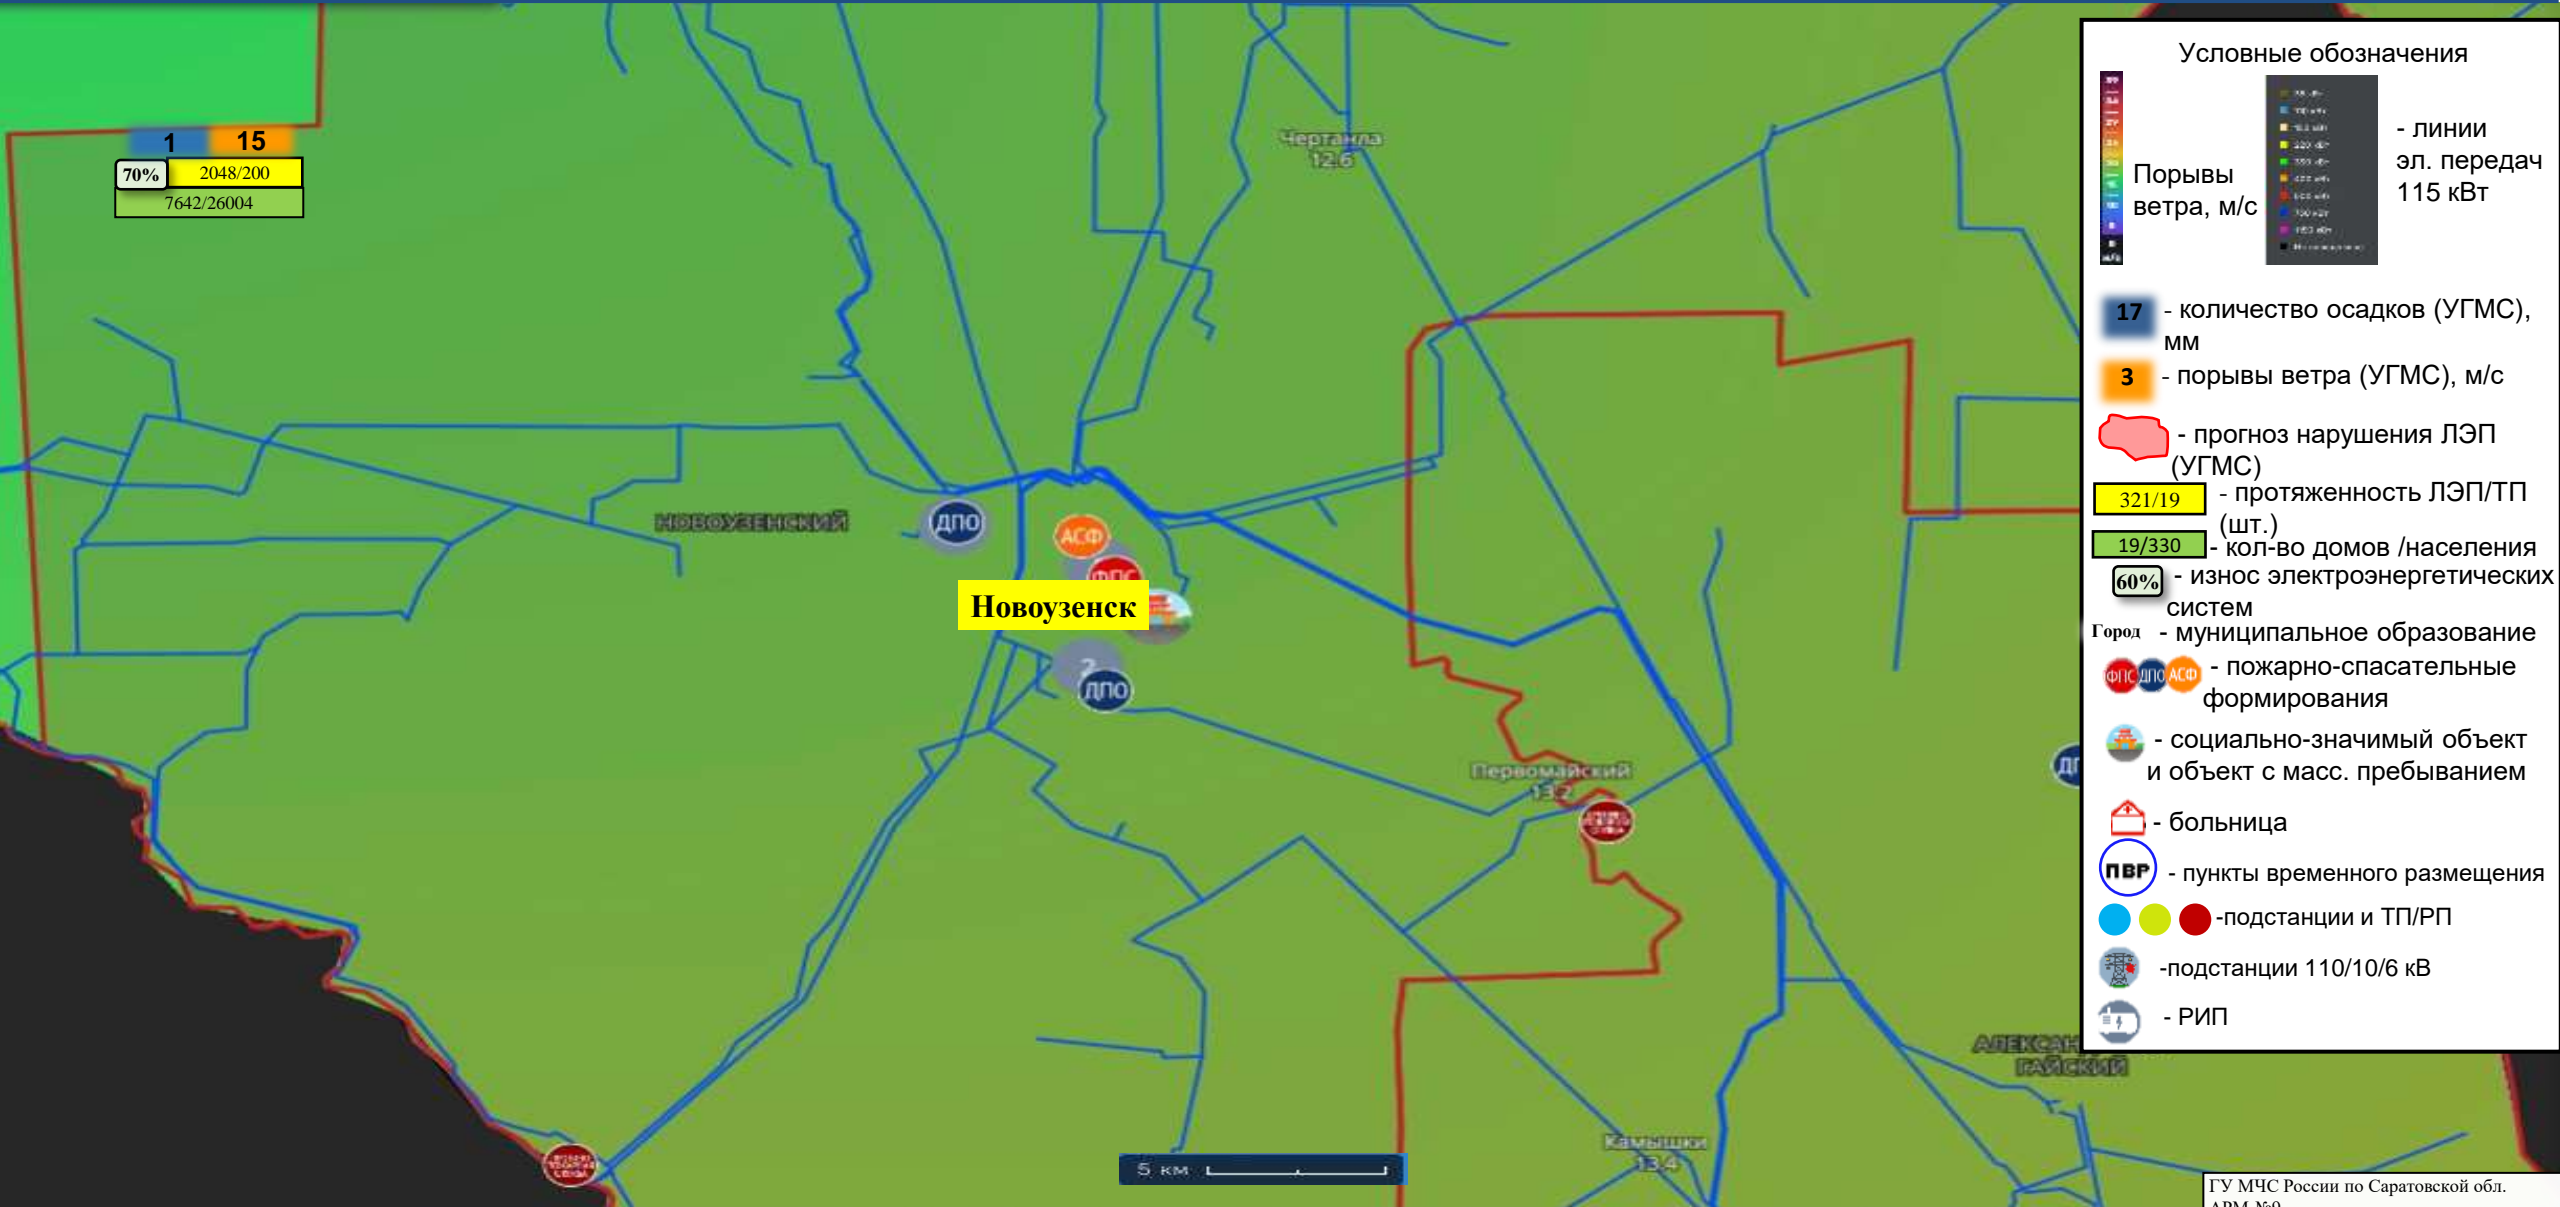 1 15
70% 2048/200
7642/26004
Чертанла
12.6
НОВОУЗЕНСКИЙ
ДПО
АСФ
ФПС
Новоузенск
2
ДПО
Первомайский
13.2
Камышки
13.4
5 км
Условные обозначения
Порывы
ветра, м/с
- линии
эл. передач
115 кВт
17 - количество осадков (УГМС),
мм
3 - порывы ветра (УГМС), м/с
- прогноз нарушения ЛЭП
(УГМС)
321/19 - протяженность ЛЭП/ТП
(шт.)
19/330 - кол-во домов /населения
60% - износ электроэнергетических
систем
Город - муниципальное образование
ФПС ДПО АСФ - пожарно-спасательные
формирования
- социально-значимый объект
и объект с масс. пребыванием
- больница
ПВР - пункты временного размещения
-подстанции и ТП/РП
-подстанции 110/10/6 кВ
- РИП
ГАЙСКИЙ
ГУ МЧС России по Саратовской обл.
АРМ №9